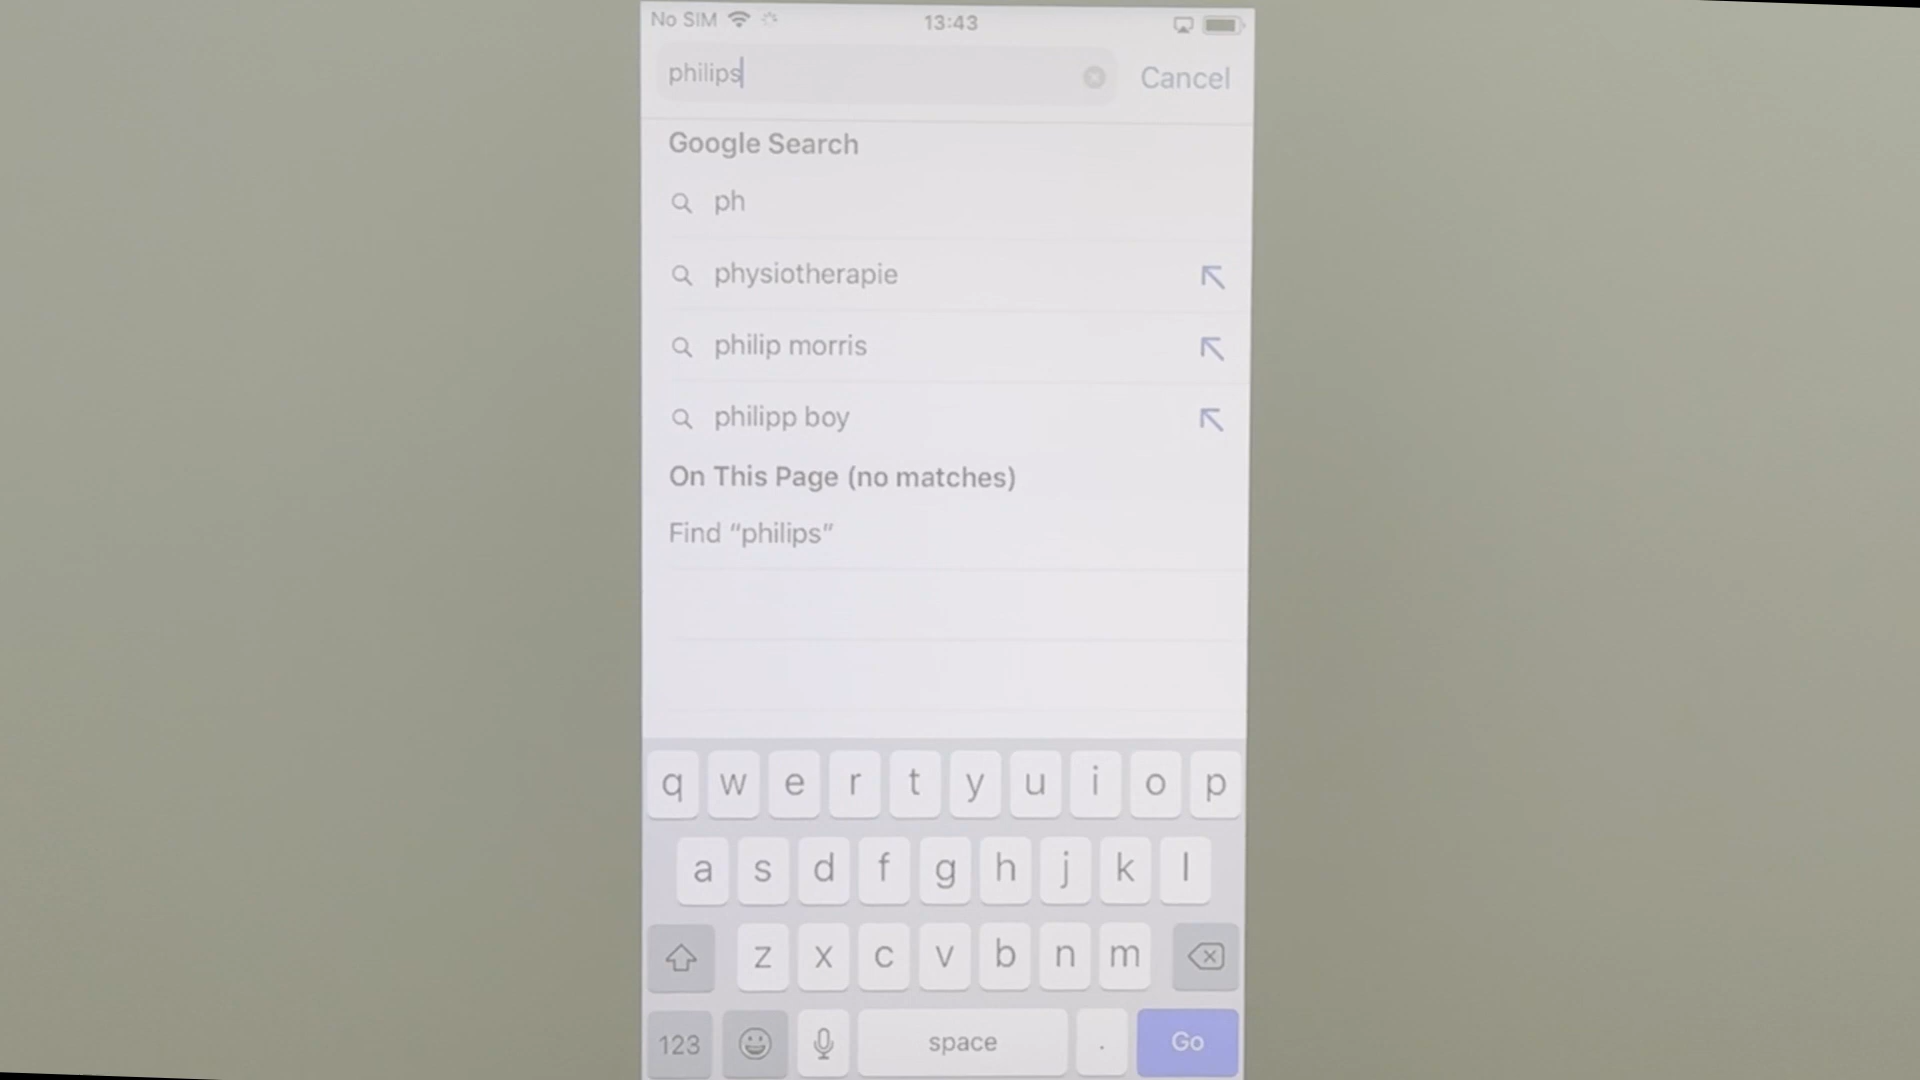 No SIM 13:43
philips Cancel
Google Search
ph
physiotherapie
philip morris
philipp boy
On This Page (no matches)
Find “philips”
q w e r t y u i o p
a s d f g h j k l
z x c v b n m
123 space . Go